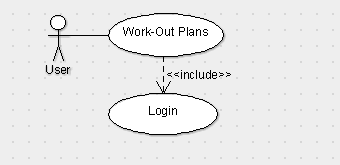 Work-Out Plans
User
<<include>>
Login